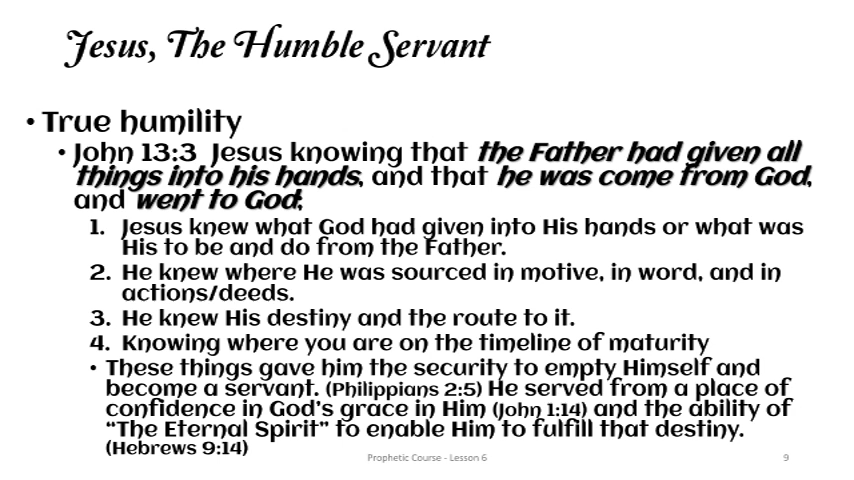 Jesus, The Humble Servant
• True humility
• John 13:3 Jesus knowing that the Father had given all
things into his hands, and that he was come from God,
and went to God;
1. Jesus knew what God had given into His hands or what was
His to be and do from the Father.
2. He knew where He was sourced in motive, in word, and in
actions/deeds.
3. He knew His destiny and the route to it.
4. Knowing where you are on the timeline of maturity
• These things gave him the security to empty Himself and
become a servant. (Philippians 2:5) He served from a place of
confidence in God's grace in Him (John 1:14) and the ability of
“The Eternal Spirit” to enable Him to fulfill that destiny.
(Hebrews 9:14)
Prophetic Course - Lesson 6
9